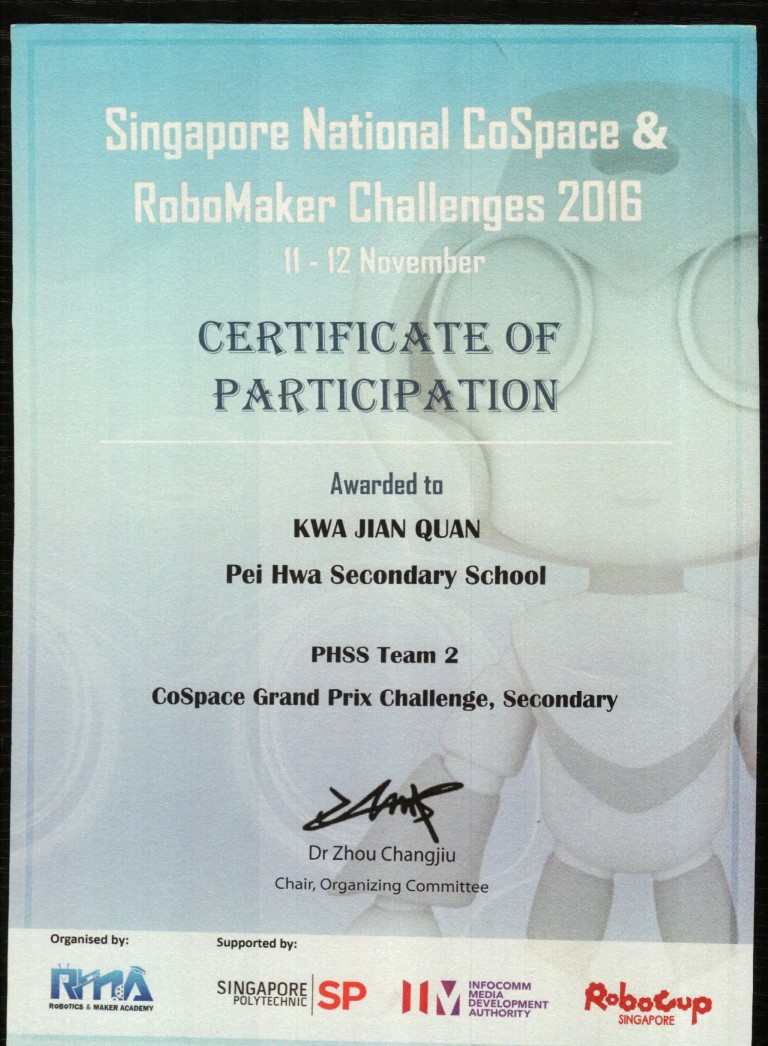 Singapore National CoSpace &
RoboMaker Challenges 2016
11 - 12 November
CERTIFICATE OF
PARTICIPATION
Awarded to
KWA JIAN QUAN
Pei Hwa Secondary School
PHSS Team 2
CoSpace Grand Prix Challenge, Secondary
Dr Zhou Changjiu
Chair, Organizing Committee
Organised by:
RMA
ROBOTICS & MAKER ACADEMY
Supported by:
SINGAPORE
POLYTECHNIC
SP
INFOCOMM
MEDIA
DEVELOPMENT
AUTHORITY
RoboCup
SINGAPORE